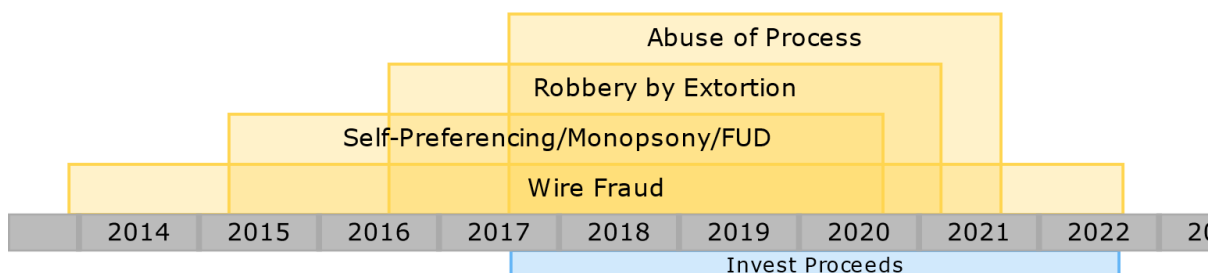 Abuse of Process
Robbery by Extortion
Self-Preferencing/Monopsony/FUD
Wire Fraud
2014 2015 2016 2017 2018 2019 2020 2021 2022
Invest Proceeds